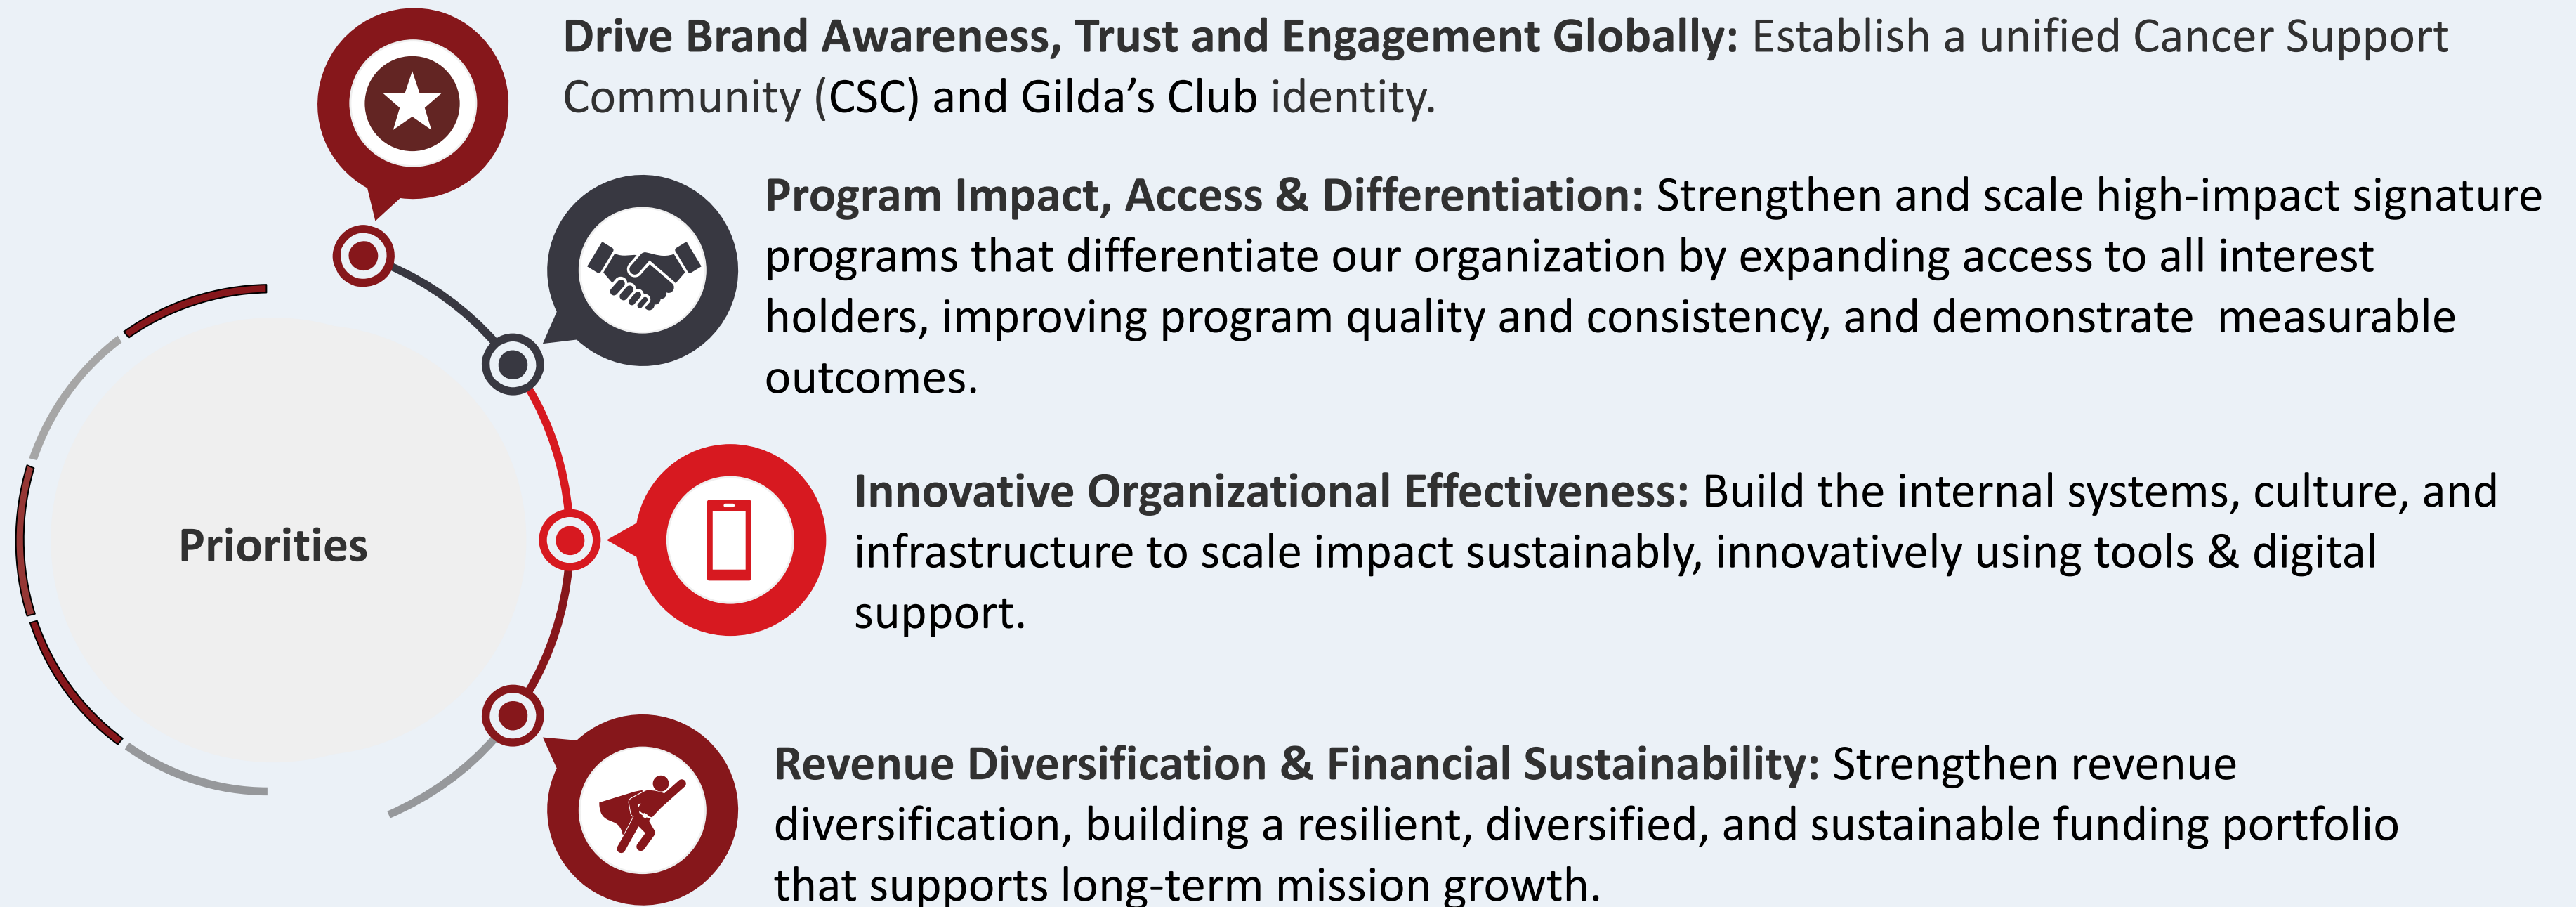 Drive Brand Awareness, Trust and Engagement Globally: Establish a unified Cancer Support
Community (CSC) and Gilda’s Club identity.
Program Impact, Access & Differentiation: Strengthen and scale high-impact signature
programs that differentiate our organization by expanding access to all interest
holders, improving program quality and consistency, and demonstrate  measurable
outcomes.
Priorities
Innovative Organizational Effectiveness: Build the internal systems, culture, and
infrastructure to scale impact sustainably, innovatively using tools & digital
support.
Revenue Diversification & Financial Sustainability: Strengthen revenue
diversification, building a resilient, diversified, and sustainable funding portfolio
that supports long-term mission growth.